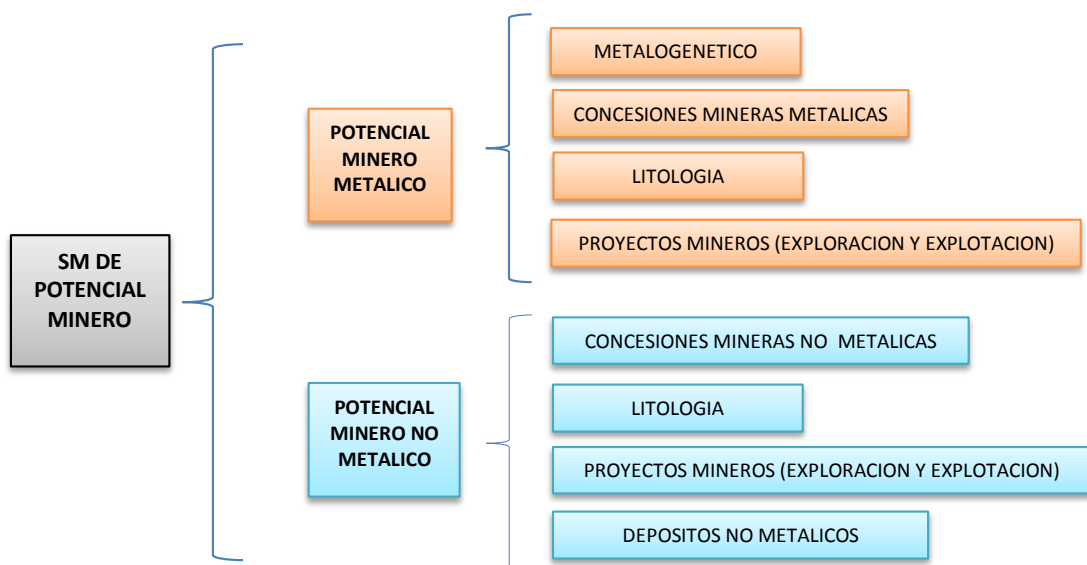 SM DE
POTENCIAL
MINERO
POTENCIAL
MINERO
METALICO
METALOGENETICO
CONCESIONES MINERAS METALICAS
LITOLOGIA
PROYECTOS MINEROS (EXPLORACION Y EXPLOTACION)
POTENCIAL
MINERO NO
METALICO
CONCESIONES MINERAS NO METALICAS
LITOLOGIA
PROYECTOS MINEROS (EXPLORACION Y EXPLOTACION)
DEPOSITOS NO METALICOS